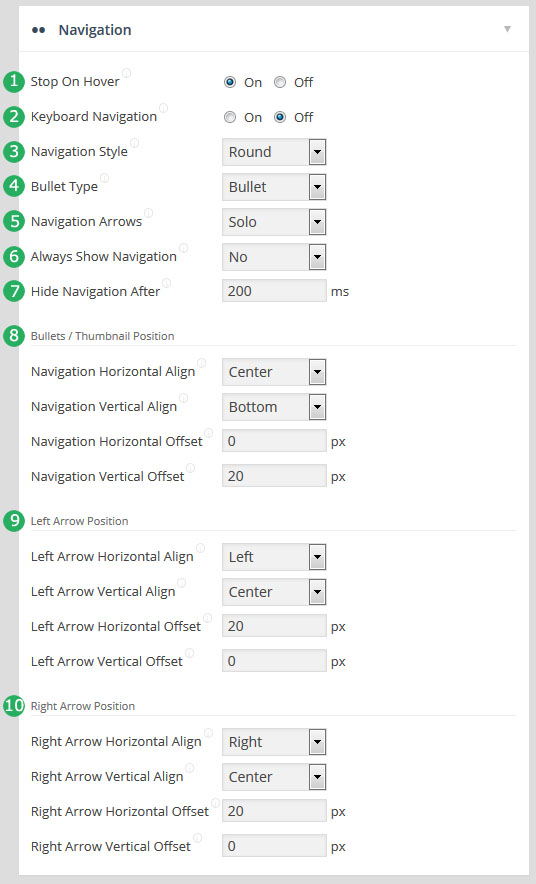 Navigation
1 Stop On Hover On Off
2 Keyboard Navigation On Off
3 Navigation Style Round
4 Bullet Type Bullet
5 Navigation Arrows Solo
6 Always Show Navigation No
7 Hide Navigation After 200 ms
8 Bullets / Thumbnail Position
Navigation Horizontal Align Center
Navigation Vertical Align Bottom
Navigation Horizontal Offset 0 px
Navigation Vertical Offset 20 px
9 Left Arrow Position
Left Arrow Horizontal Align Left
Left Arrow Vertical Align Center
Left Arrow Horizontal Offset 20 px
Left Arrow Vertical Offset 0 px
10 Right Arrow Position
Right Arrow Horizontal Align Right
Right Arrow Vertical Align Center
Right Arrow Horizontal Offset 20 px
Right Arrow Vertical Offset 0 px